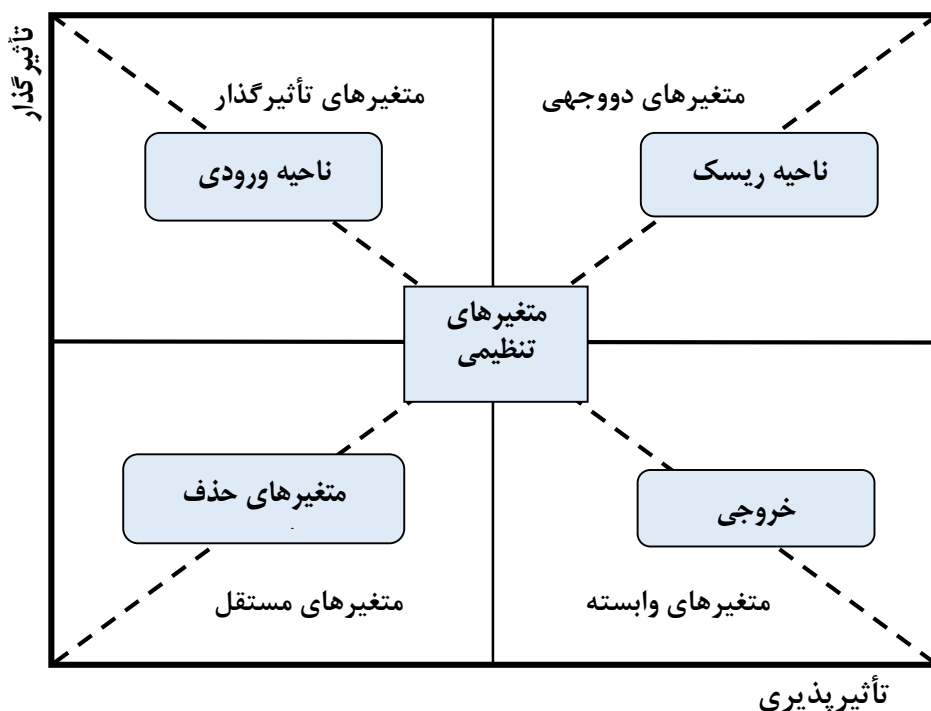 تأثیرگذار
متغیرهای دووجهی
متغیرهای تأثیرگذار
ناحیه ریسک
ناحیه ورودی
متغیرهای
تنظیمی
متغیرهای حذف
خروجی
متغیرهای وابسته
متغیرهای مستقل
تأثیرپذیری